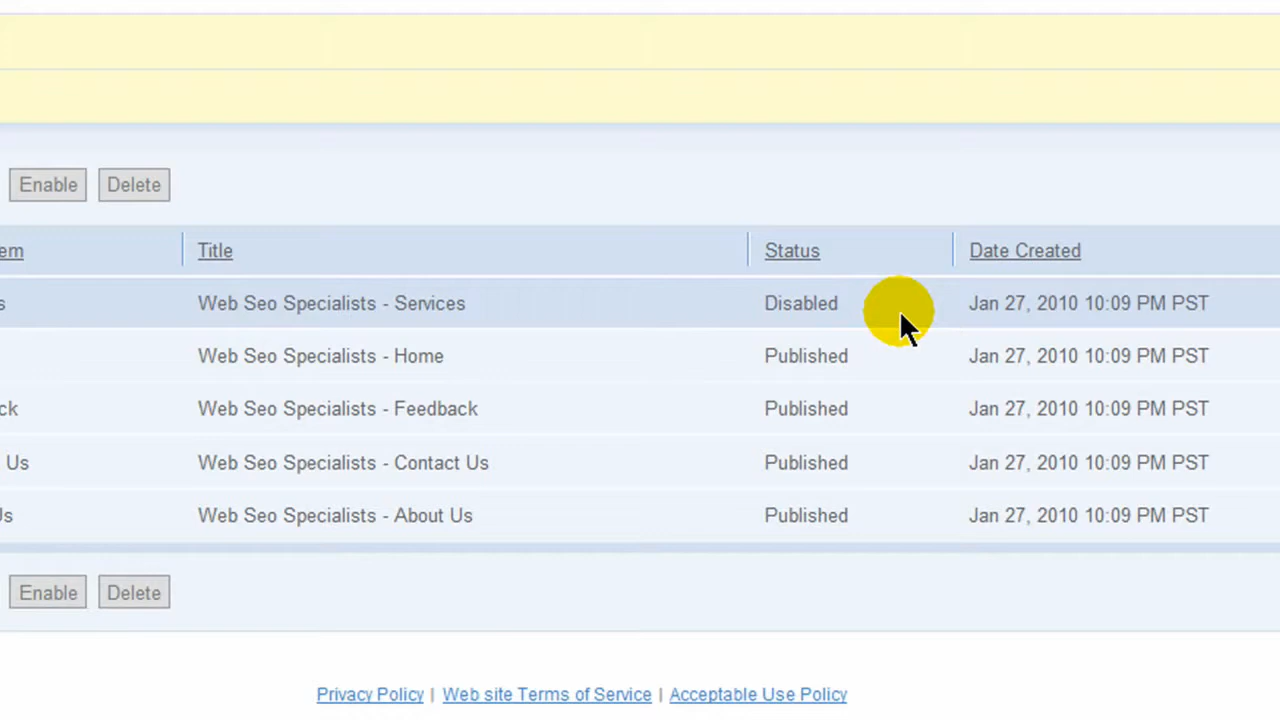 Enable Delete
em Title Status Date Created
s Web Seo Specialists - Services Disabled Jan 27, 2010 10:09 PM PST
Web Seo Specialists - Home Published Jan 27, 2010 10:09 PM PST
ck Web Seo Specialists - Feedback Published Jan 27, 2010 10:09 PM PST
Us Web Seo Specialists - Contact Us Published Jan 27, 2010 10:09 PM PST
Us Web Seo Specialists - About Us Published Jan 27, 2010 10:09 PM PST
Enable Delete
Privacy Policy | Web site Terms of Service | Acceptable Use Policy